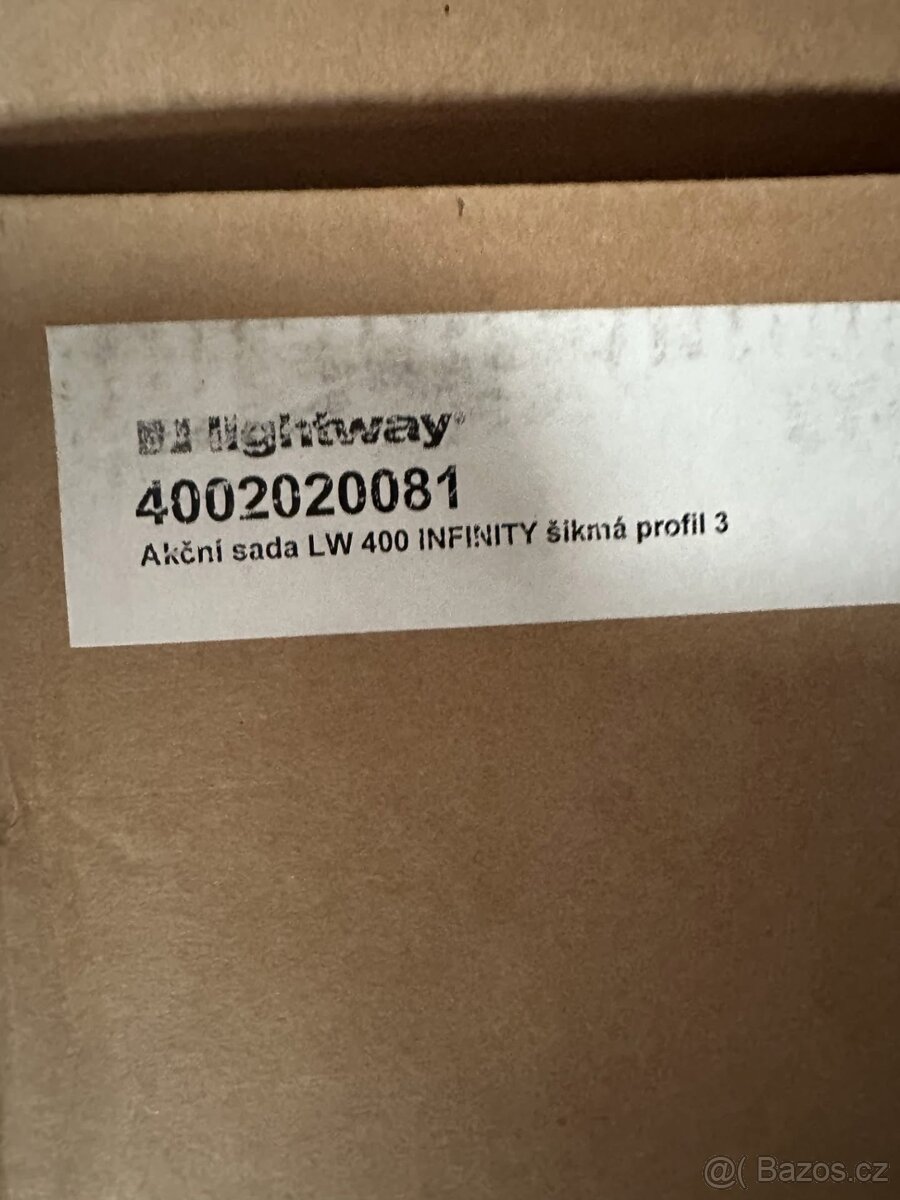 lightway
4002020081
Akční sada LW 400 INFINITY šikmá profil 3
@( Bazos.cz